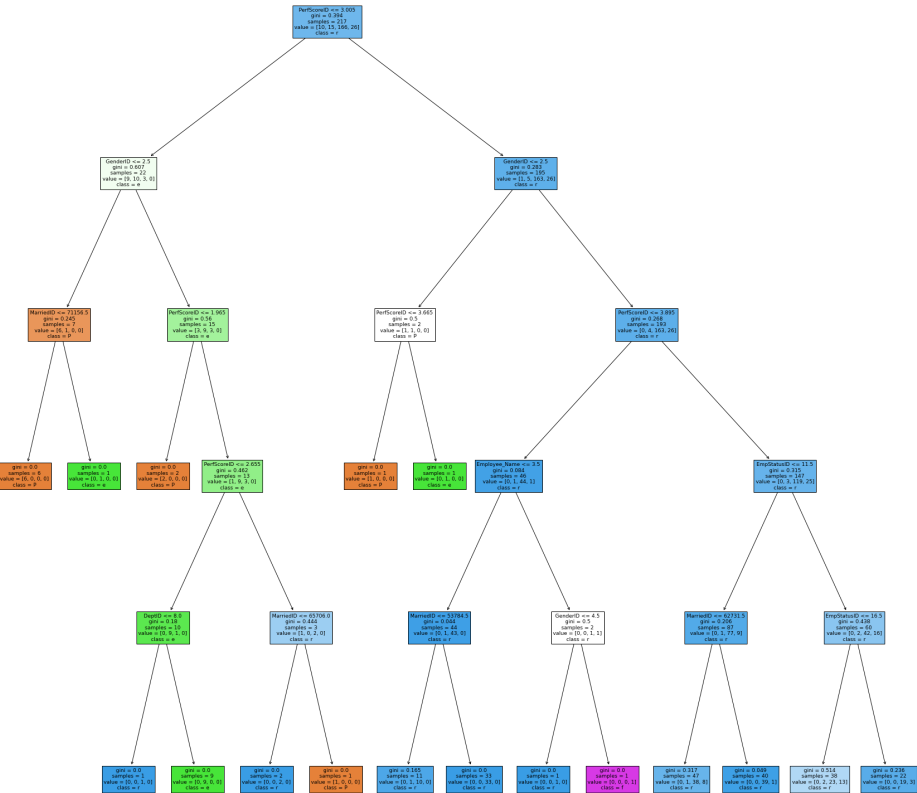 PerfScoreID <= 3.005
gini = 0.394
samples = 217
value = [10, 15, 166, 26]
class = r
GenderID <= 2.5
gini = 0.607
samples = 22
value = [9, 10, 3, 0]
class = e
GenderID <= 2.5
gini = 0.283
samples = 195
value = [1, 5, 163, 26]
class = r
MarriedID <= 71156.5
gini = 0.245
samples = 7
value = [6, 1, 0, 0]
class = P
PerfScoreID <= 1.965
gini = 0.56
samples = 15
value = [3, 9, 3, 0]
class = e
PerfScoreID <= 3.665
gini = 0.5
samples = 2
value = [1, 1, 0, 0]
class = P
PerfScoreID <= 3.895
gini = 0.268
samples = 193
value = [0, 4, 163, 26]
class = r
gini = 0.0
samples = 6
value = [6, 0, 0, 0]
class = P
gini = 0.0
samples = 1
value = [0, 1, 0, 0]
class = e
gini = 0.0
samples = 2
value = [2, 0, 0, 0]
class = P
PerfScoreID <= 2.655
gini = 0.462
samples = 13
value = [1, 9, 3, 0]
class = e
gini = 0.0
samples = 1
value = [1, 0, 0, 0]
class = P
gini = 0.0
samples = 1
value = [0, 1, 0, 0]
class = e
Employee_Name <= 3.5
gini = 0.084
samples = 46
value = [0, 1, 44, 1]
class = r
EmpStatusID <= 11.5
gini = 0.315
samples = 147
value = [0, 3, 119, 25]
class = r
DeptID <= 8.0
gini = 0.18
samples = 10
value = [0, 9, 1, 0]
class = e
MarriedID <= 65706.0
gini = 0.444
samples = 3
value = [1, 0, 2, 0]
class = r
MarriedID <= 53784.5
gini = 0.044
samples = 44
value = [0, 1, 43, 0]
class = r
GenderID <= 4.5
gini = 0.5
samples = 2
value = [0, 0, 1, 1]
class = r
MarriedID <= 62731.5
gini = 0.206
samples = 87
value = [0, 1, 77, 9]
class = r
EmpStatusID <= 16.5
gini = 0.438
samples = 60
value = [0, 2, 42, 16]
class = r
gini = 0.0
samples = 1
value = [0, 0, 1, 0]
class = r
gini = 0.0
samples = 9
value = [0, 9, 0, 0]
class = e
gini = 0.0
samples = 2
value = [0, 0, 2, 0]
class = r
gini = 0.0
samples = 1
value = [1, 0, 0, 0]
class = P
gini = 0.165
samples = 11
value = [0, 1, 10, 0]
class = r
gini = 0.0
samples = 33
value = [0, 0, 33, 0]
class = r
gini = 0.0
samples = 1
value = [0, 0, 1, 0]
class = r
gini = 0.0
samples = 1
value = [0, 0, 0, 1]
class = f
gini = 0.317
samples = 47
value = [0, 1, 38, 8]
class = r
gini = 0.049
samples = 40
value = [0, 0, 39, 1]
class = r
gini = 0.514
samples = 38
value = [0, 2, 23, 13]
class = r
gini = 0.236
samples = 22
value = [0, 0, 19, 3]
class = r